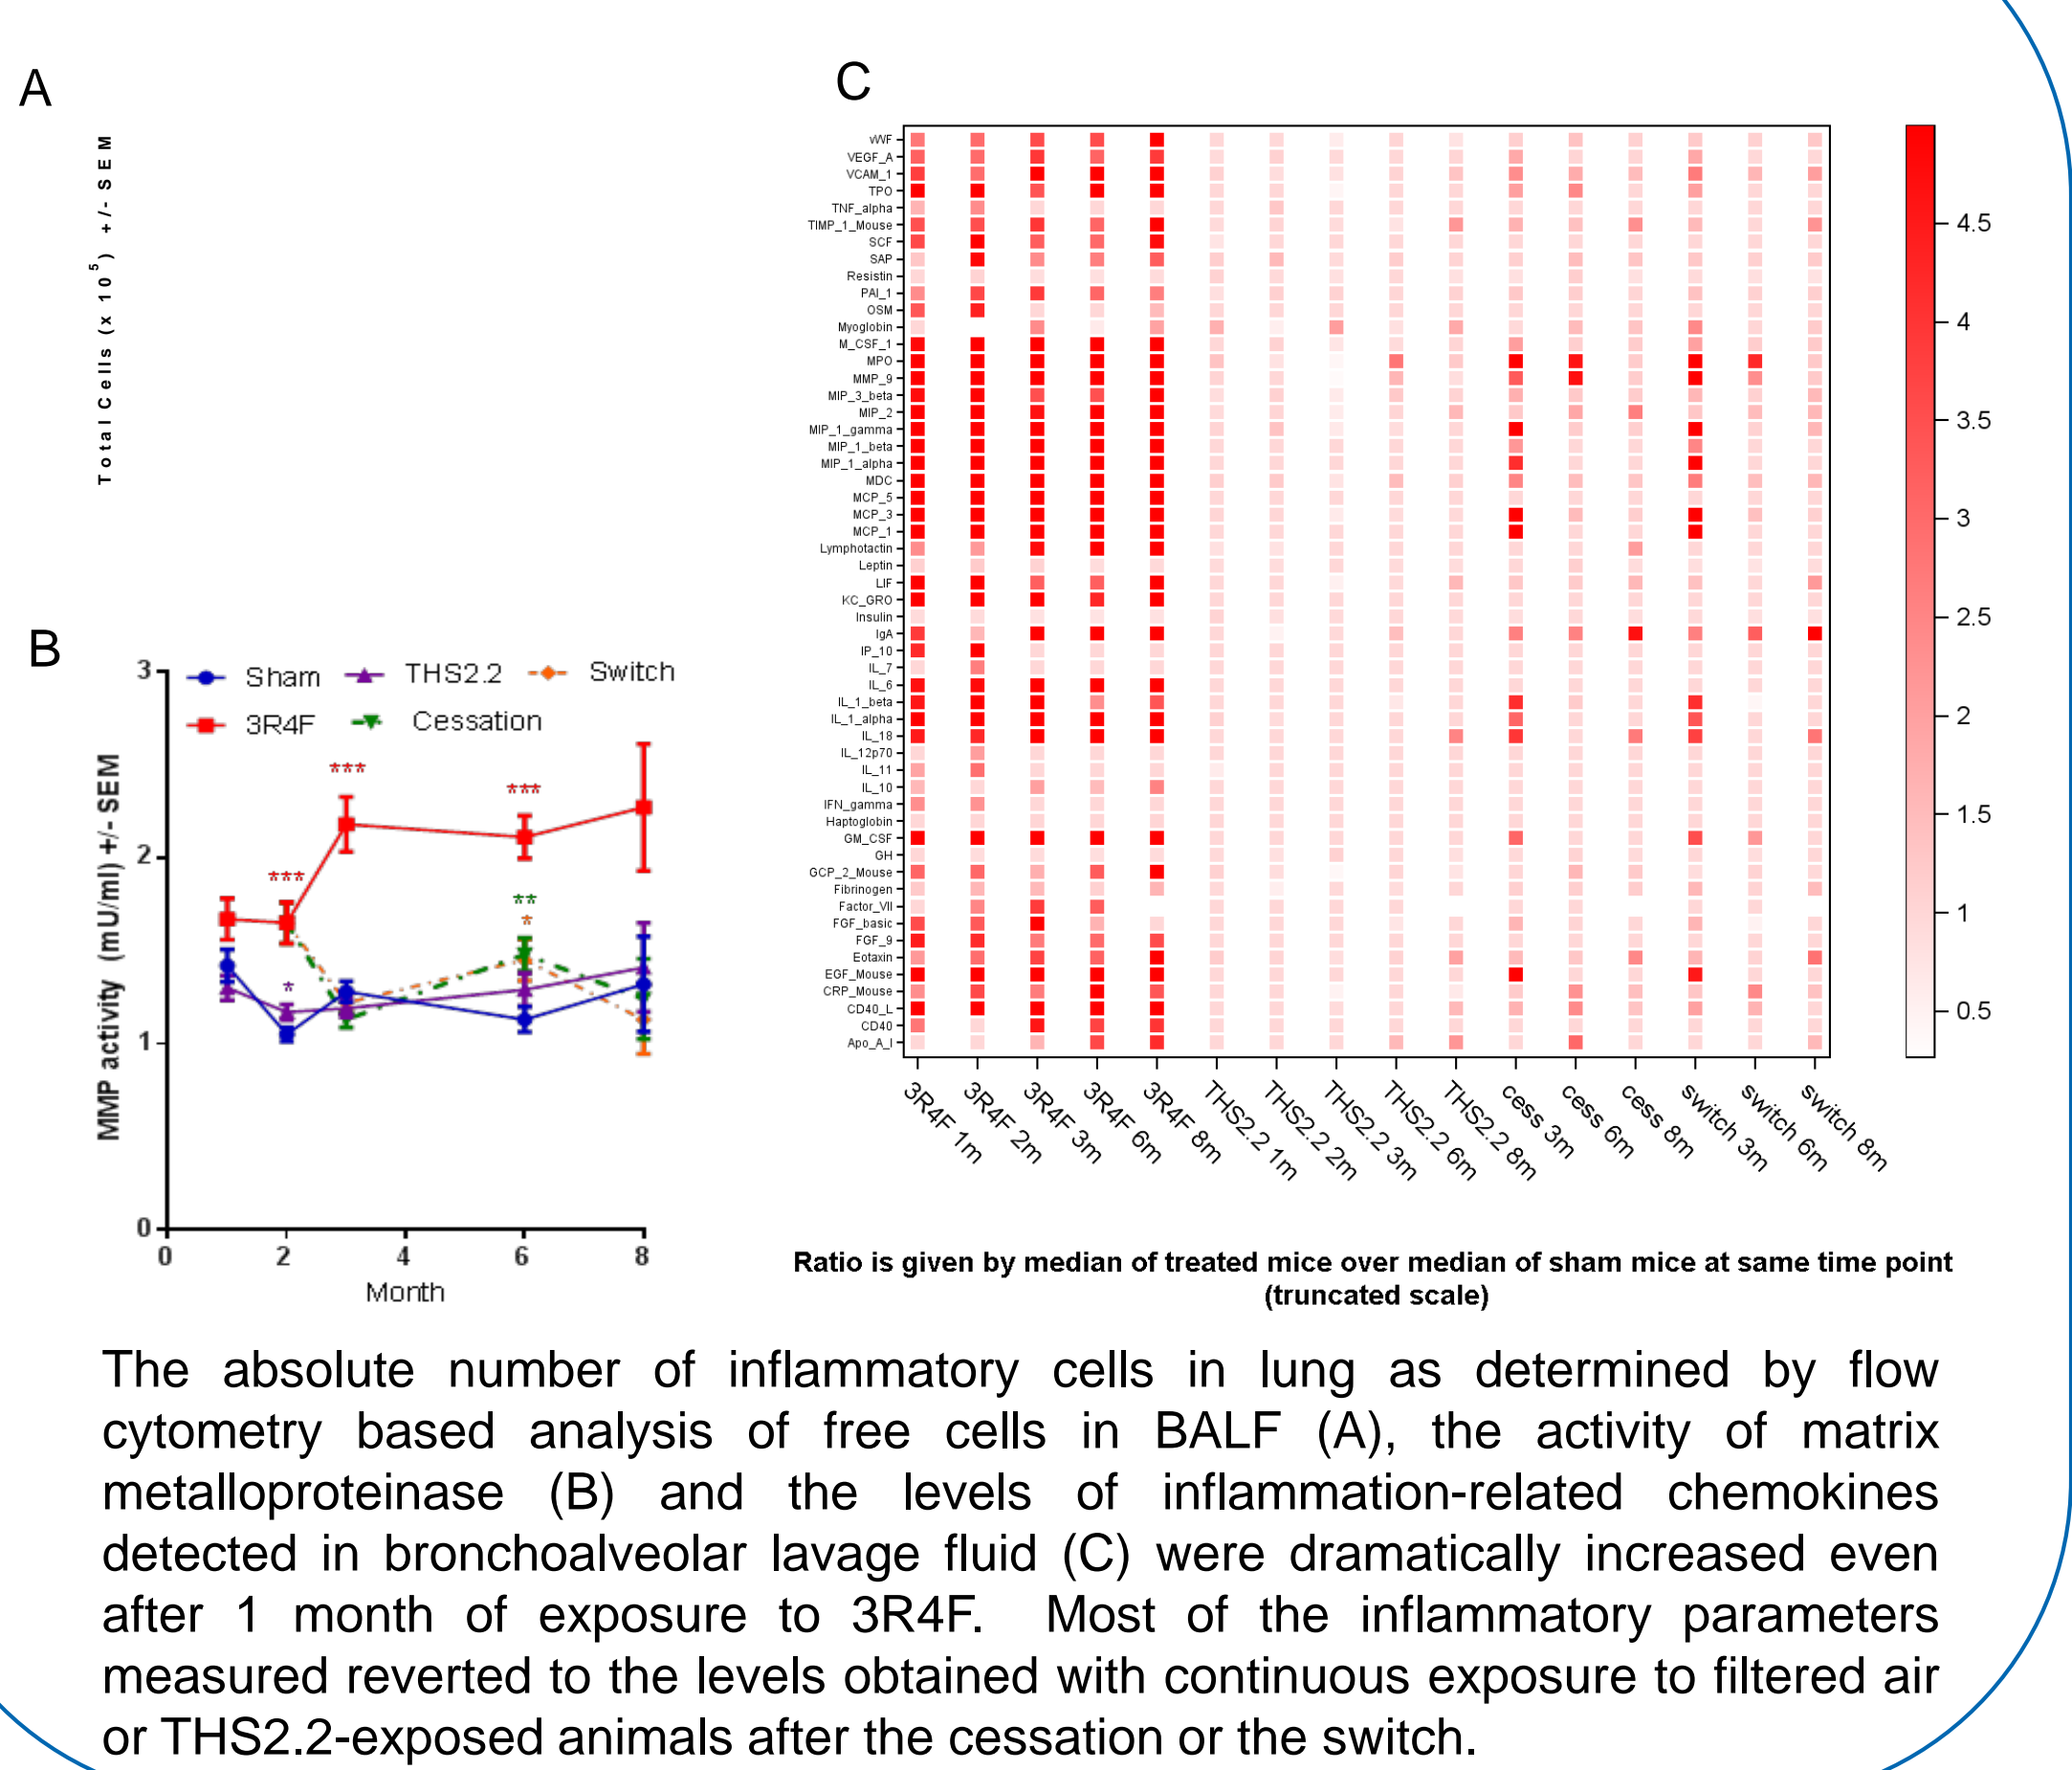 A
Total Cells (x 10^5) +/- SEM
B
3
2
1
0
Sham
THS2.2
Switch
3R4F
Cessation
***
***
***
*
**
*
MMP activity (mU/ml) +/- SEM
0
2
4
6
8
Month
C
vWF
VEGF_A
VCAM_1
TPO
TNF_alpha
TIMP_1_Mouse
SCF
SAP
Resistin
PAI_1
OSM
Myoglobin
M_CSF_1
MPO
MMP_9
MIP_3_beta
MIP_2
MIP_1_gamma
MIP_1_beta
MIP_1_alpha
MDC
MCP_5
MCP_3
MCP_1
Lymphotactin
Leptin
LIF
KC_GRO
Insulin
IgA
IP_10
IL_7
IL_6
IL_1_beta
IL_1_alpha
IL_18
IL_12p70
IL_11
IL_10
IFN_gamma
Haptoglobin
GM_CSF
GH
GCP_2_Mouse
Fibrinogen
Factor_VII
FGF_basic
FGF_9
Eotaxin
EGF_Mouse
CRP_Mouse
CD40_L
CD40
Apo_A_I
3R4F 1m
3R4F 2m
3R4F 3m
3R4F 6m
3R4F 8m
THS2.2 1m
THS2.2 2m
THS2.2 3m
THS2.2 6m
THS2.2 8m
cess 3m
cess 6m
cess 8m
switch 3m
switch 6m
switch 8m
4.5
4
3.5
3
2.5
2
1.5
1
0.5
Ratio is given by median of treated mice over median of sham mice at same time point
(truncated scale)
The absolute number of inflammatory cells in lung as determined by flow
cytometry based analysis of free cells in BALF (A), the activity of matrix
metalloproteinase (B) and the levels of inflammation-related chemokines
detected in bronchoalveolar lavage fluid (C) were dramatically increased even
after 1 month of exposure to 3R4F. Most of the inflammatory parameters
measured reverted to the levels obtained with continuous exposure to filtered air
or THS2.2-exposed animals after the cessation or the switch.